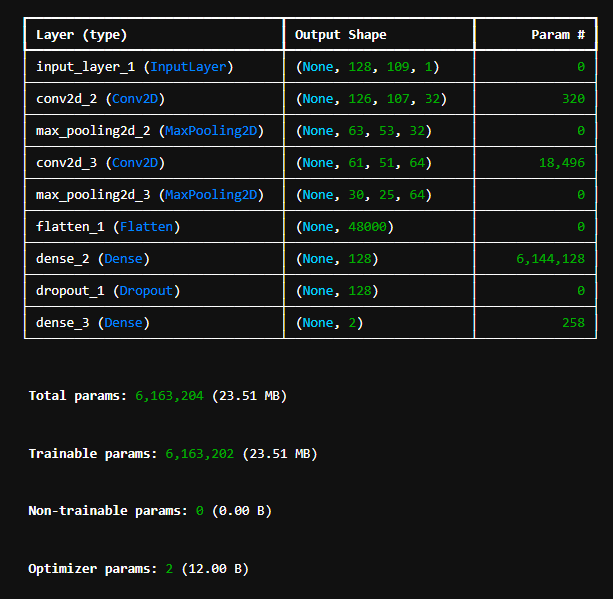 Layer (type) Output Shape Param #
input_layer_1 (InputLayer) (None, 128, 109, 1) 0
conv2d_2 (Conv2D) (None, 126, 107, 32) 320
max_pooling2d_2 (MaxPooling2D) (None, 63, 53, 32) 0
conv2d_3 (Conv2D) (None, 61, 51, 64) 18,496
max_pooling2d_3 (MaxPooling2D) (None, 30, 25, 64) 0
flatten_1 (Flatten) (None, 48000) 0
dense_2 (Dense) (None, 128) 6,144,128
dropout_1 (Dropout) (None, 128) 0
dense_3 (Dense) (None, 2) 258
Total params: 6,163,204 (23.51 MB)
Trainable params: 6,163,202 (23.51 MB)
Non-trainable params: 0 (0.00 B)
Optimizer params: 2 (12.00 B)